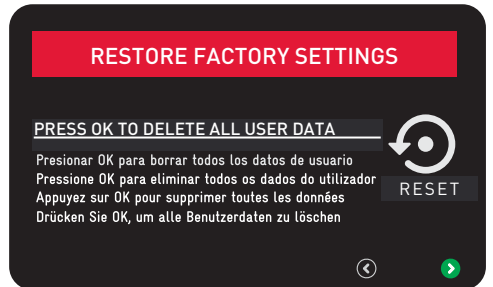 RESTORE FACTORY SETTINGS
PRESS OK TO DELETE ALL USER DATA
Presionar OK para borrar todos los datos de usuario
Pressione OK para eliminar todos os dados do utilizador
Appuyez sur OK pour supprimer toutes les données
Drücken Sie OK, um alle Benutzerdaten zu löschen
RESET